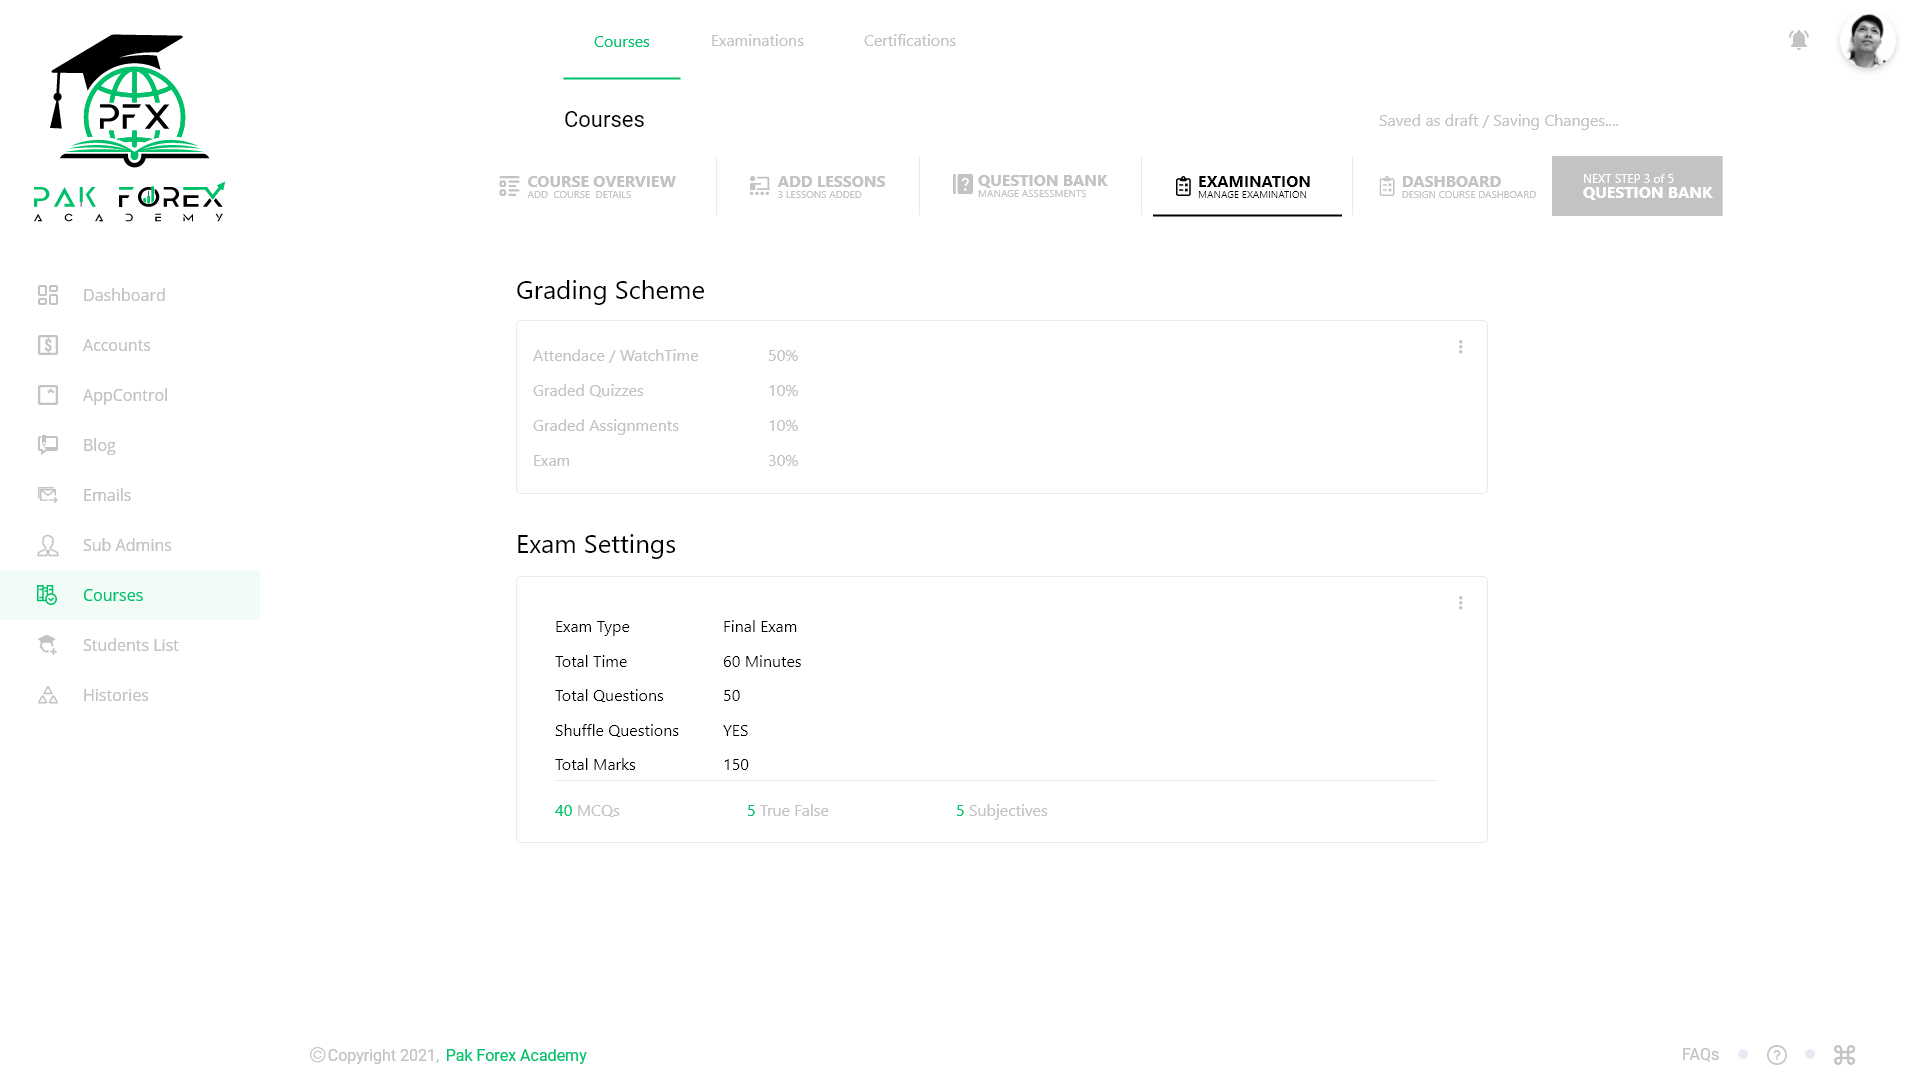 PFX
PAK FOREX
ACADEMY
Courses
Examinations
Certifications
Courses
Saved as draft / Saving Changes....
COURSE OVERVIEW
ADD COURSE DETAILS
ADD LESSONS
3 LESSONS ADDED
QUESTION BANK
MANAGE ASSESSMENTS
EXAMINATION
MANAGE EXAMINATION
DASHBOARD
DESIGN COURSE DASHBOARD
NEXT STEP 3 of 5
QUESTION BANK
Dashboard
Accounts
AppControl
Blog
Emails
Sub Admins
Courses
Students List
Histories
Grading Scheme
Attendace / WatchTime 50%
Graded Quizzes 10%
Graded Assignments 10%
Exam 30%
Exam Settings
Exam Type Final Exam
Total Time 60 Minutes
Total Questions 50
Shuffle Questions YES
Total Marks 150
40 MCQs 5 True False 5 Subjectives
©Copyright 2021, Pak Forex Academy
FAQs